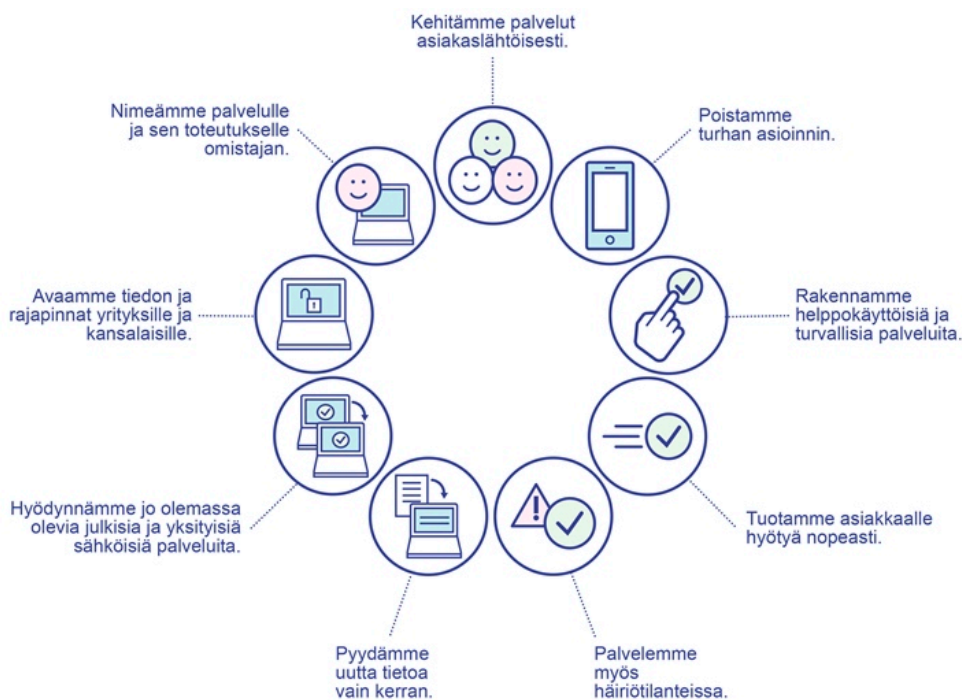 Kehitämme palvelut
asiakaslähtöisesti.
Poistamme
turhan asioinnin.
Rakennamme
helppokäyttöisiä ja
turvallisia palveluita.
Tuotamme asiakkaalle
hyötyä nopeasti.
Palvelemme
myös
häiriötilanteissa.
Pyydämme
uutta tietoa
vain kerran.
Hyödynnämme jo olemassa
olevia julkisia ja yksityisiä
sähköisiä palveluita.
Avaamme tiedon ja
rajapinnat yrityksille ja
kansalaisille.
Nimeämme palvelulle
ja sen toteutukselle
omistajan.